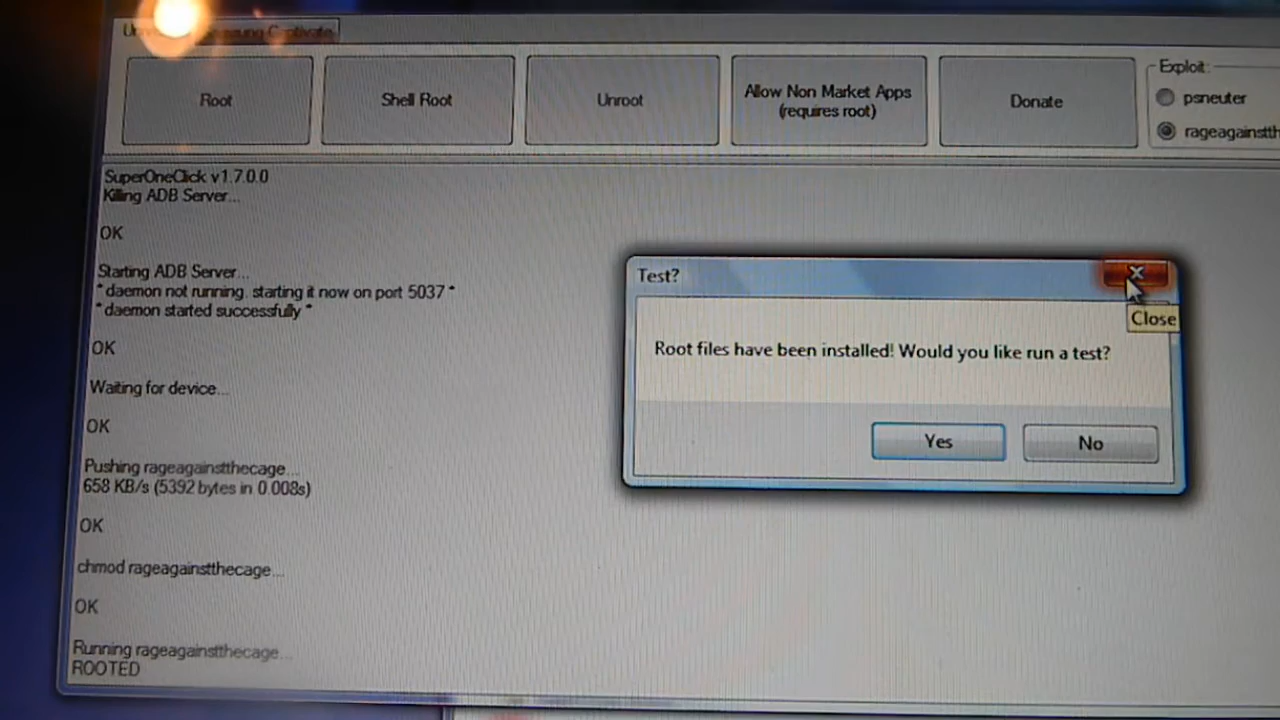 Captivate
Root
Shell Root
Unroot
Allow Non Market Apps
(requires root)
Donate
Exploit:
psneuter
rageagainstth
SuperOneClick v1.7.0.0
Killing ADB Server...
OK
Starting ADB Server...
* daemon not running. starting it now on port 5037 *
* daemon started successfully *
OK
Waiting for device...
OK
Pushing rageagainstthecage...
658 KB/s (5392 bytes in 0.008s)
OK
chmod rageagainstthecage...
OK
Running rageagainstthecage...
ROOTED
Test?
Close
Root files have been installed! Would you like run a test?
Yes
No